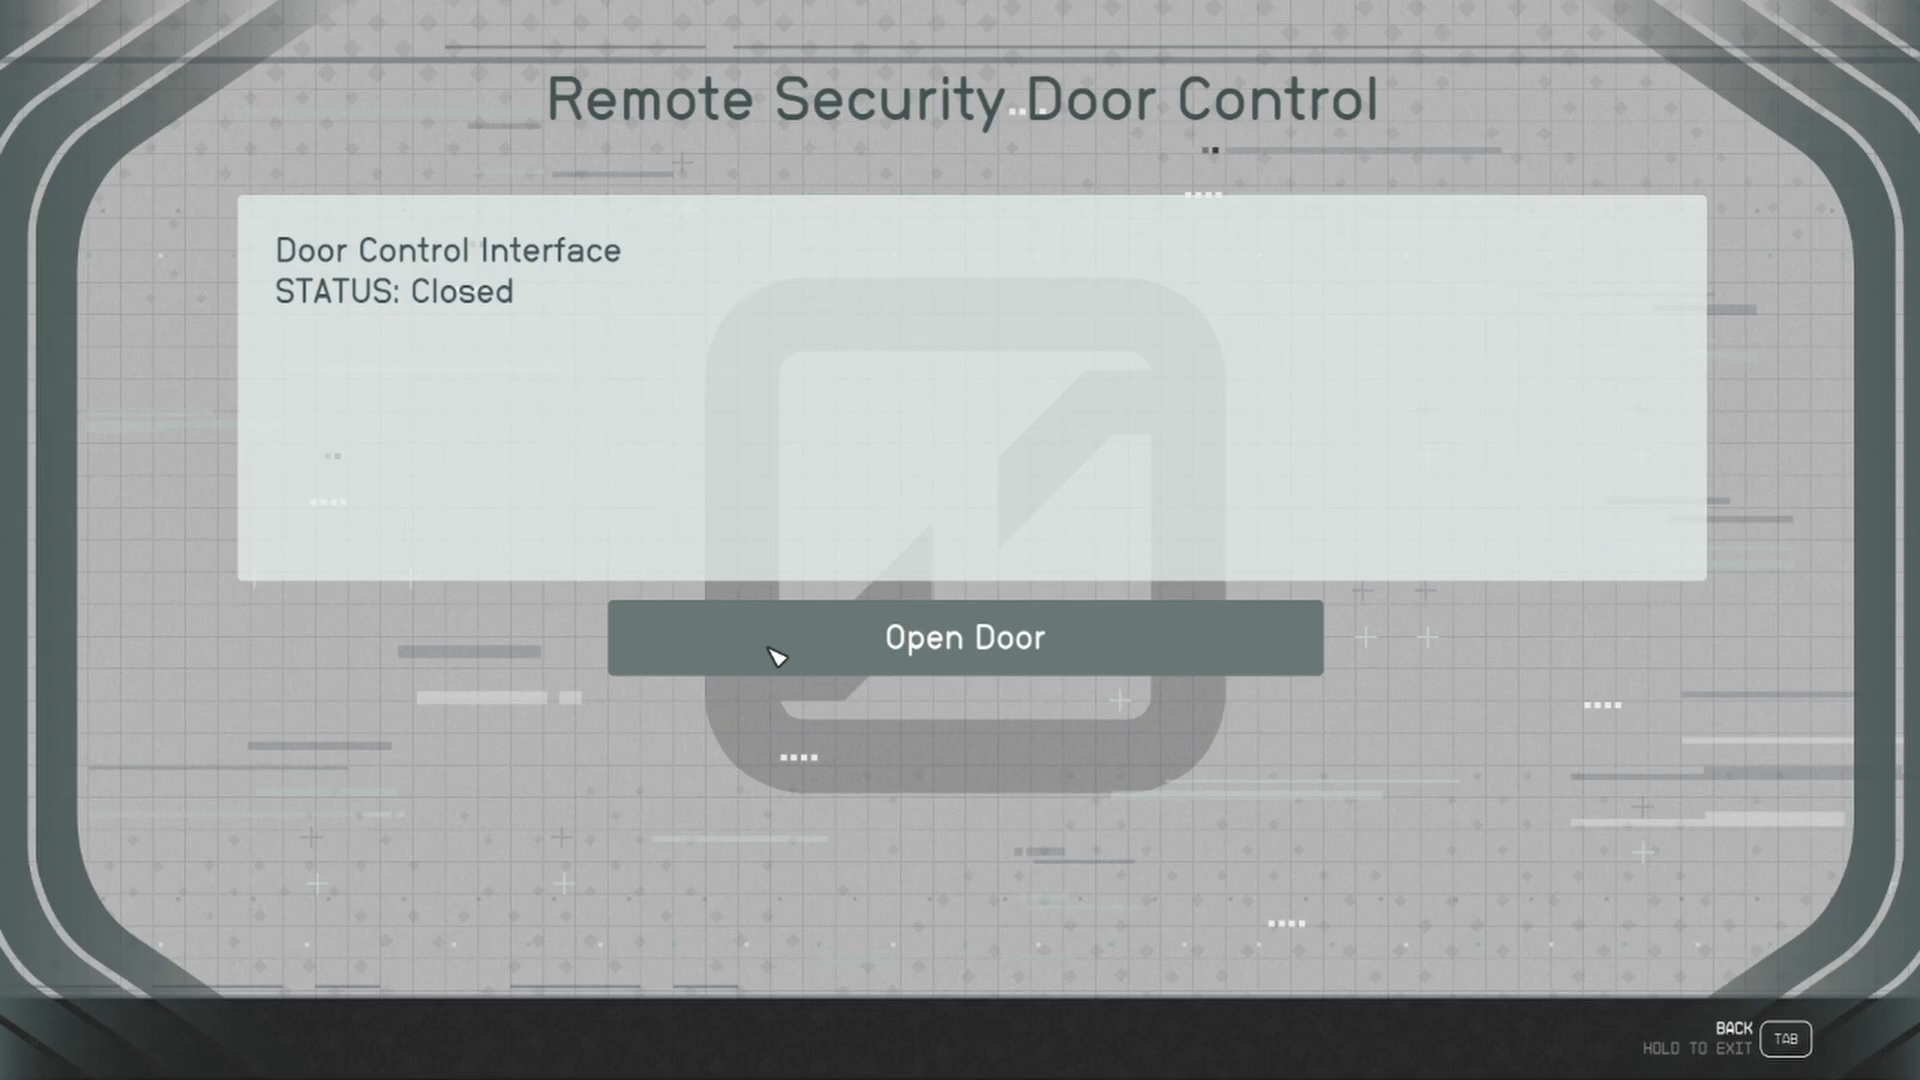 Remote Security Door Control
Door Control Interface
STATUS: Closed
Open Door
BACK
HOLD TO EXIT
TAB